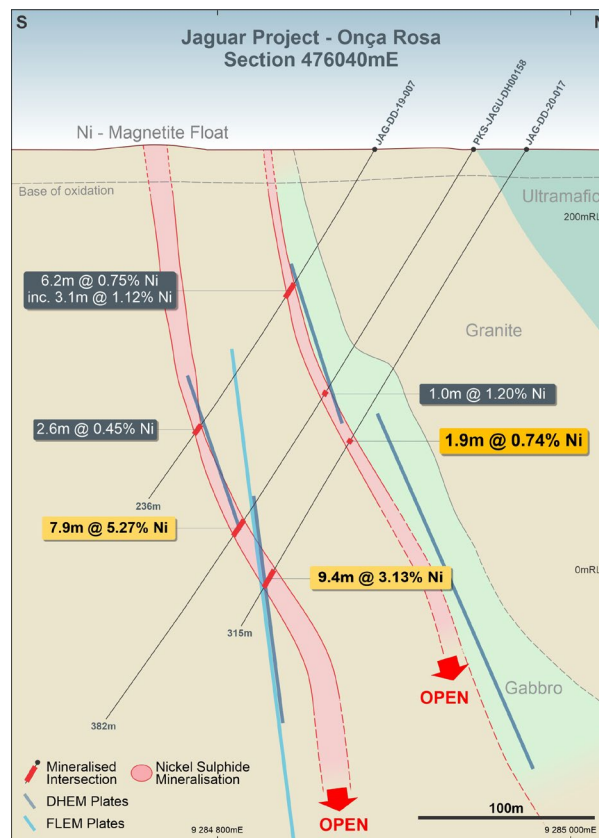 S
N
Jaguar Project - Onça Rosa
Section 476040mE
JAG-DD-19-007
PKS-JAGU-DH00158
JAG-DD-20-017
Ni - Magnetite Float
Base of oxidation
Ultramafic
200mRL
6.2m @ 0.75% Ni
inc. 3.1m @ 1.12% Ni
Granite
1.0m @ 1.20% Ni
2.6m @ 0.45% Ni
1.9m @ 0.74% Ni
236m
7.9m @ 5.27% Ni
9.4m @ 3.13% Ni
0mRL
315m
OPEN
Gabbro
382m
Mineralised
Intersection
Nickel Sulphide
Mineralisation
DHEM Plates
FLEM Plates
OPEN
100m
9 284 800mE
9 285 000mE